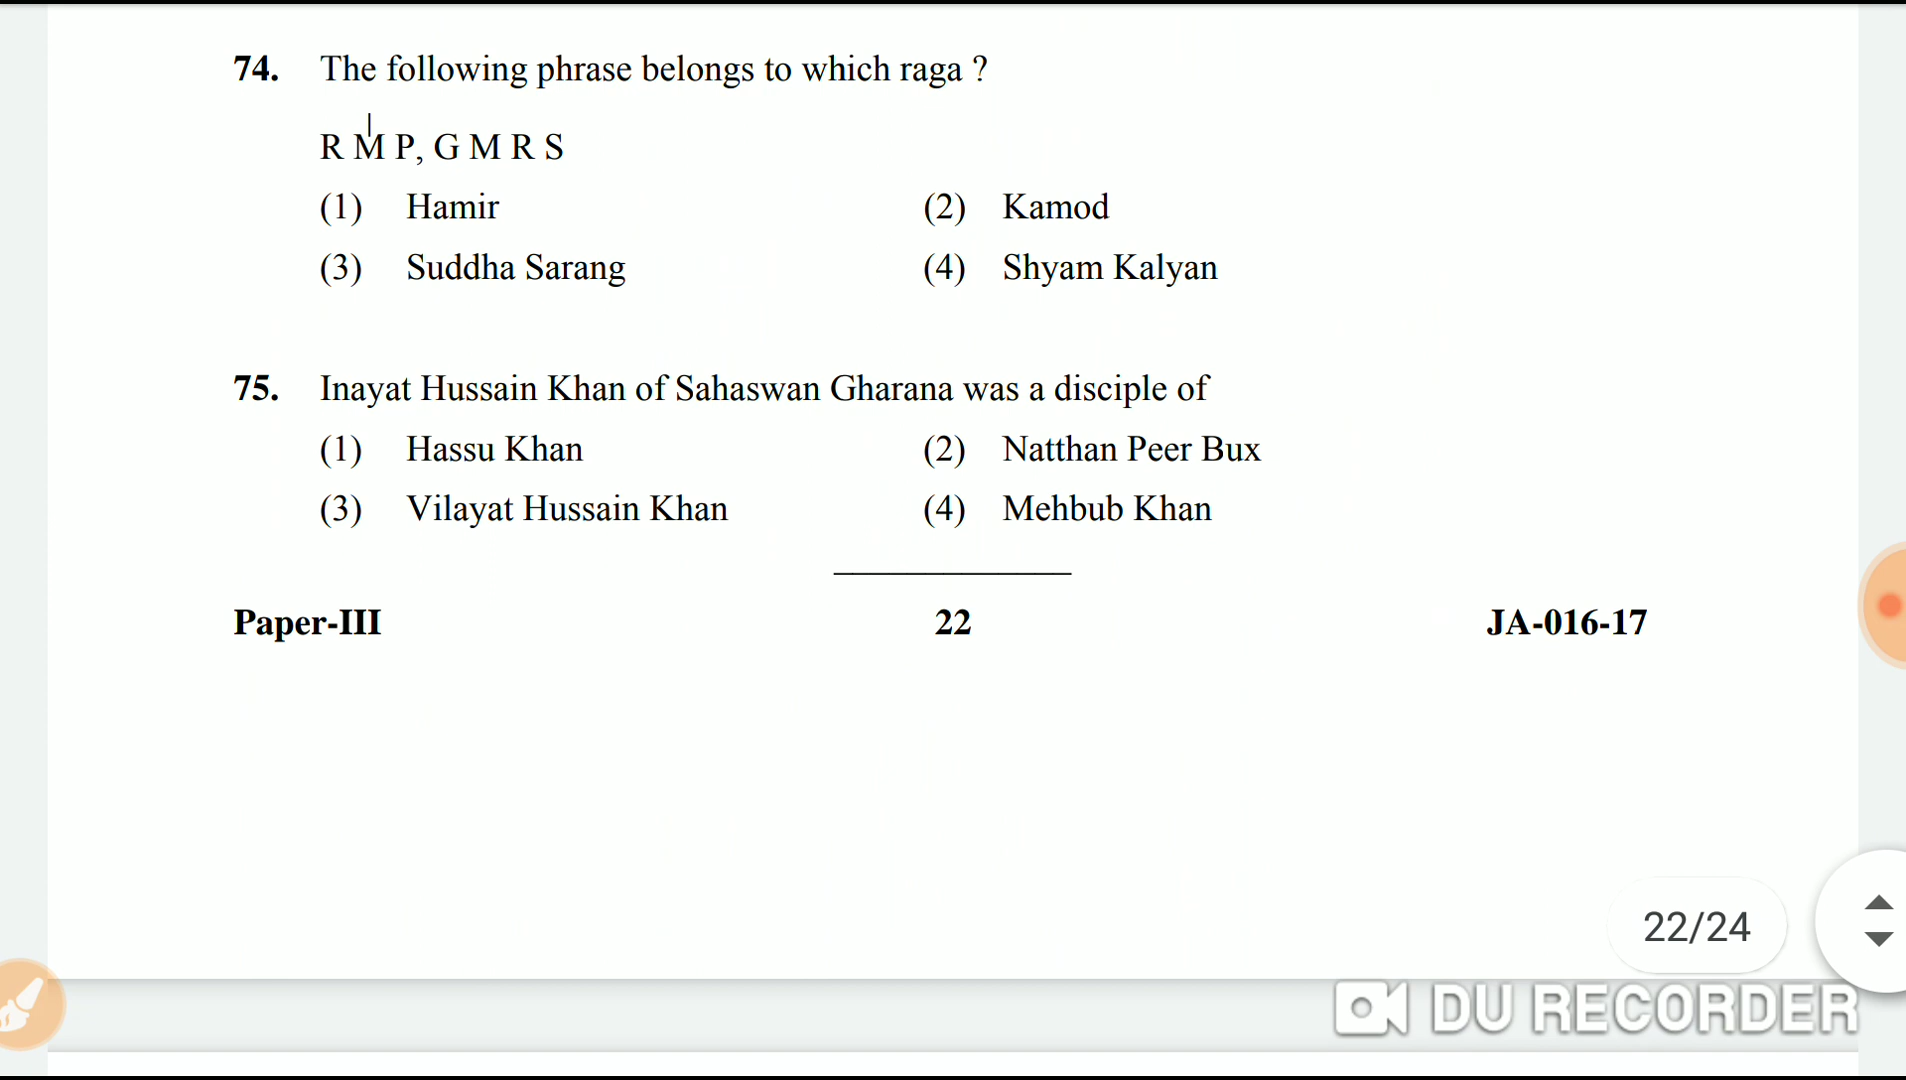 74. The following phrase belongs to which raga ?
R M̍ P, G M R S
(1) Hamir (2) Kamod
(3) Suddha Sarang (4) Shyam Kalyan
75. Inayat Hussain Khan of Sahaswan Gharana was a disciple of
(1) Hassu Khan (2) Natthan Peer Bux
(3) Vilayat Hussain Khan (4) Mehbub Khan
Paper-III 22 JA-016-17
22/24
DU RECORDER